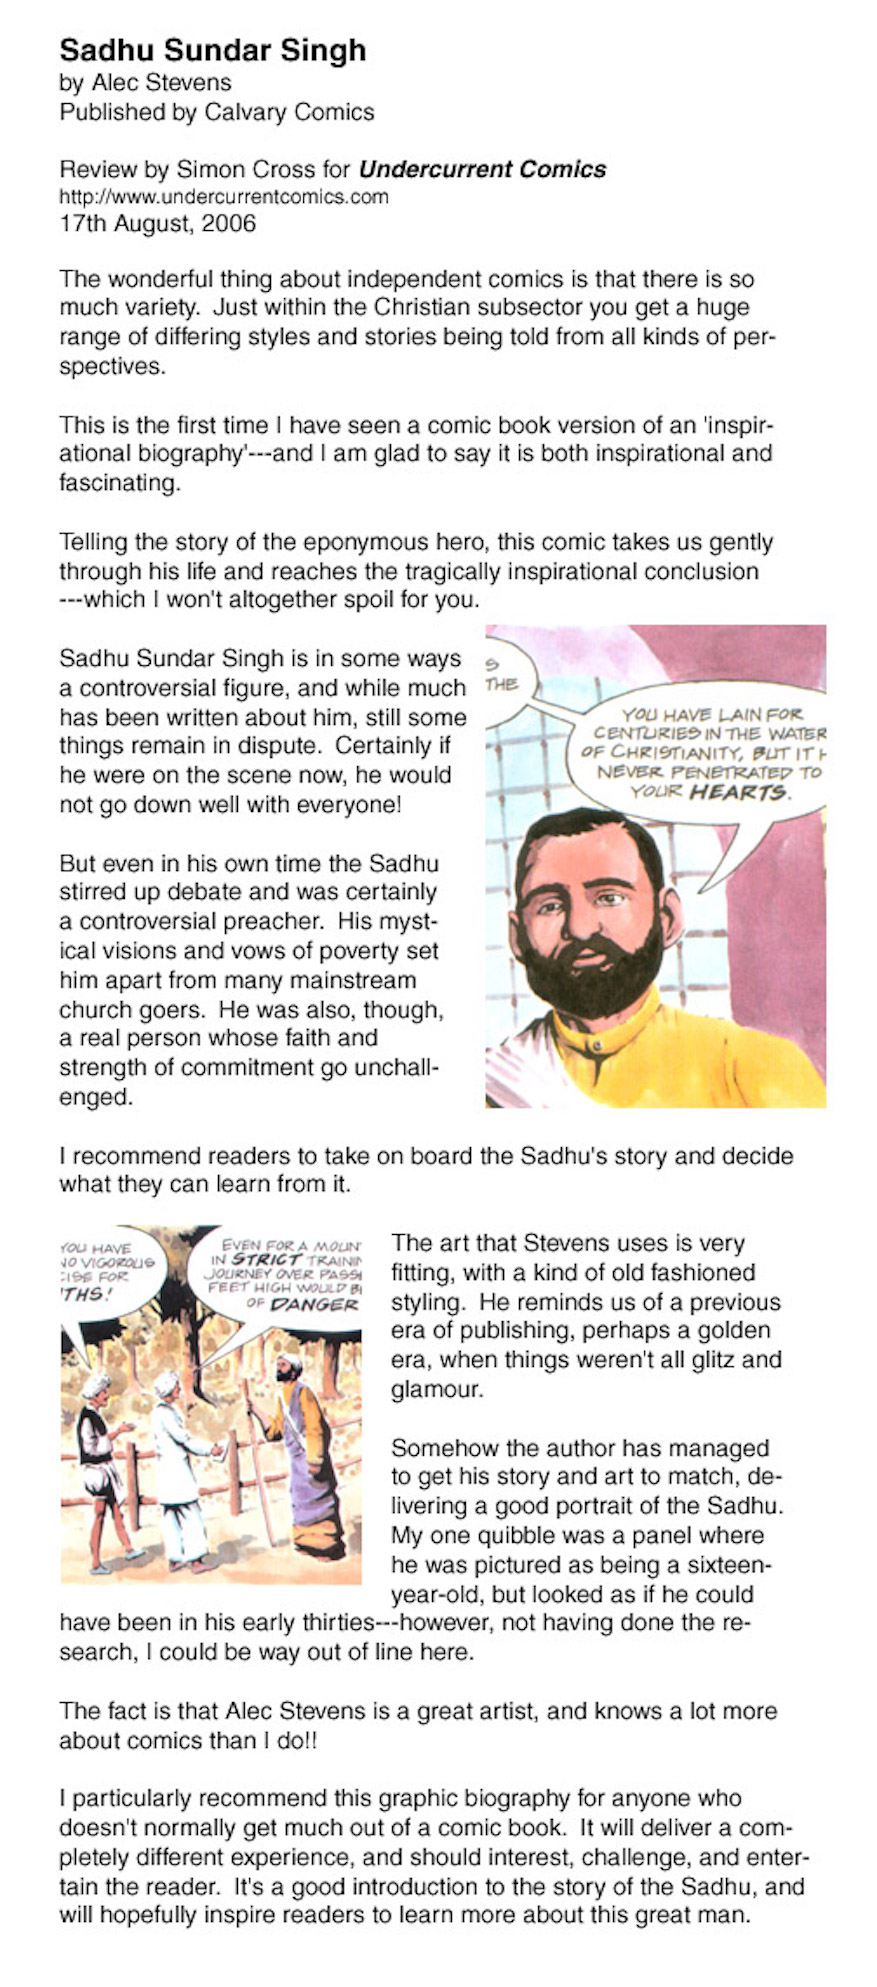 Sadhu Sundar Singh
by Alec Stevens
Published by Calvary Comics
Review by Simon Cross for Undercurrent Comics
http://www.undercurrentcomics.com
17th August, 2006
The wonderful thing about independent comics is that there is so
much variety.  Just within the Christian subsector you get a huge
range of differing styles and stories being told from all kinds of per-
spectives.
This is the first time I have seen a comic book version of an 'inspir-
ational biography'---and I am glad to say it is both inspirational and
fascinating.
Telling the story of the eponymous hero, this comic takes us gently
through his life and reaches the tragically inspirational conclusion
---which I won't altogether spoil for you.
Sadhu Sundar Singh is in some ways
a controversial figure, and while much
has been written about him, still some
things remain in dispute.  Certainly if
he were on the scene now, he would
not go down well with everyone!
But even in his own time the Sadhu
stirred up debate and was certainly
a controversial preacher.  His myst-
ical visions and vows of poverty set
him apart from many mainstream
church goers.  He was also, though,
a real person whose faith and
strength of commitment go unchall-
enged.
S
THE
YOU HAVE LAIN FOR
CENTURIES IN THE WATER
OF CHRISTIANITY, BUT IT H
NEVER PENETRATED TO
YOUR HEARTS.
I recommend readers to take on board the Sadhu's story and decide
what they can learn from it.
YOU HAVE
NO VIGOROUS
CISE FOR
THS!
EVEN FOR A MOUNT
IN STRICT TRAININ
JOURNEY OVER PASS
FEET HIGH WOULD B
OF DANGER
The art that Stevens uses is very
fitting, with a kind of old fashioned
styling.  He reminds us of a previous
era of publishing, perhaps a golden
era, when things weren't all glitz and
glamour.
Somehow the author has managed
to get his story and art to match, de-
livering a good portrait of the Sadhu.
My one quibble was a panel where
he was pictured as being a sixteen-
year-old, but looked as if he could
have been in his early thirties---however, not having done the re-
search, I could be way out of line here.
The fact is that Alec Stevens is a great artist, and knows a lot more
about comics than I do!!
I particularly recommend this graphic biography for anyone who
doesn't normally get much out of a comic book.  It will deliver a com-
pletely different experience, and should interest, challenge, and enter-
tain the reader.  It's a good introduction to the story of the Sadhu, and
will hopefully inspire readers to learn more about this great man.